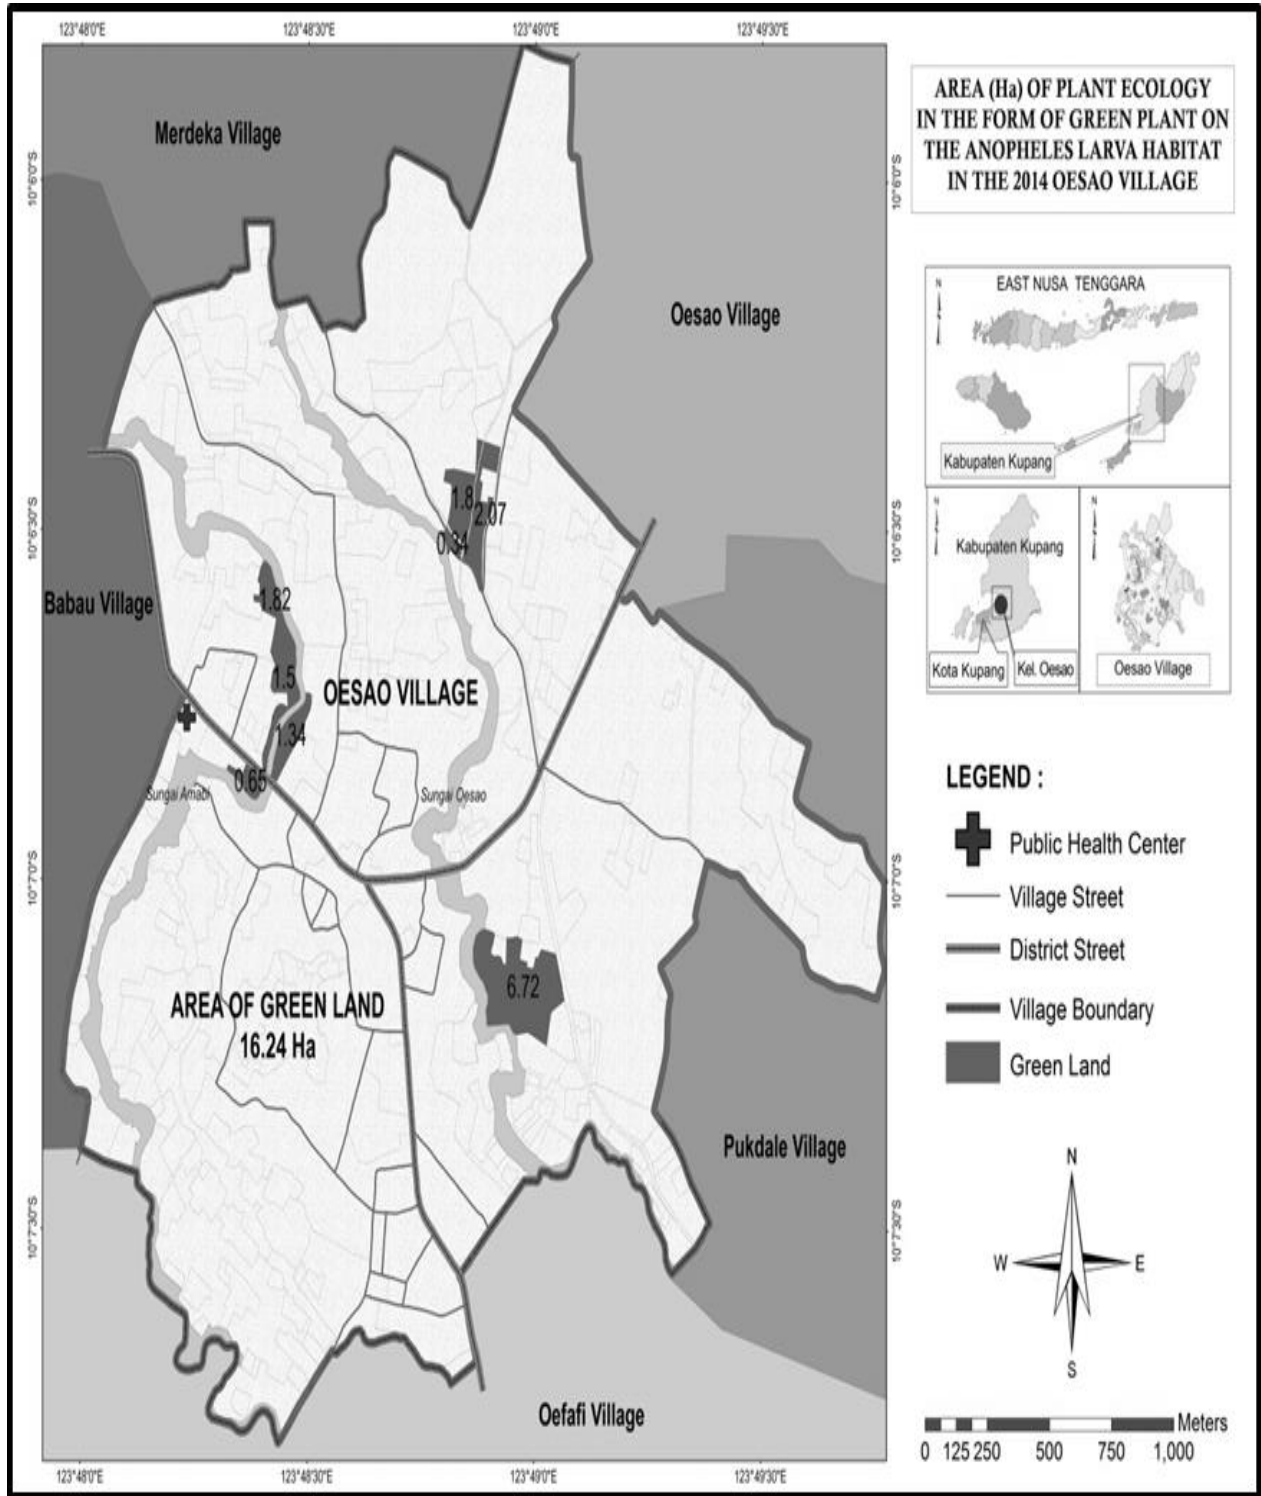 123°48'0"E
123°48'30"E
123°49'0"E
123°49'30"E
AREA (Ha) OF PLANT ECOLOGY
IN THE FORM OF GREEN PLANT ON
THE ANOPHELES LARVA HABITAT
IN THE 2014 OESAO VILLAGE
Merdeka Village
10°6'0"S
10°6'0"S
Oesao Village
N
EAST NUSA TENGGARA
Kabupaten Kupang
1.8
2.07
0.34
10°6'30"S
10°6'30"S
N
Kabupaten Kupang
Kota Kupang
Kel. Oesao
N
Oesao Village
Babau Village
1.82
1.5
OESAO VILLAGE
1.34
0.65
Sungai Amabi
Sungai Oesao
LEGEND :
Public Health Center
Village Street
District Street
Village Boundary
Green Land
10°7'0"S
10°7'0"S
6.72
AREA OF GREEN LAND
16.24 Ha
Pukdale Village
N
W
E
S
10°7'30"S
10°7'30"S
Oefafi Village
Meters
0 125 250 500 750 1,000
123°48'0"E
123°48'30"E
123°49'0"E
123°49'30"E